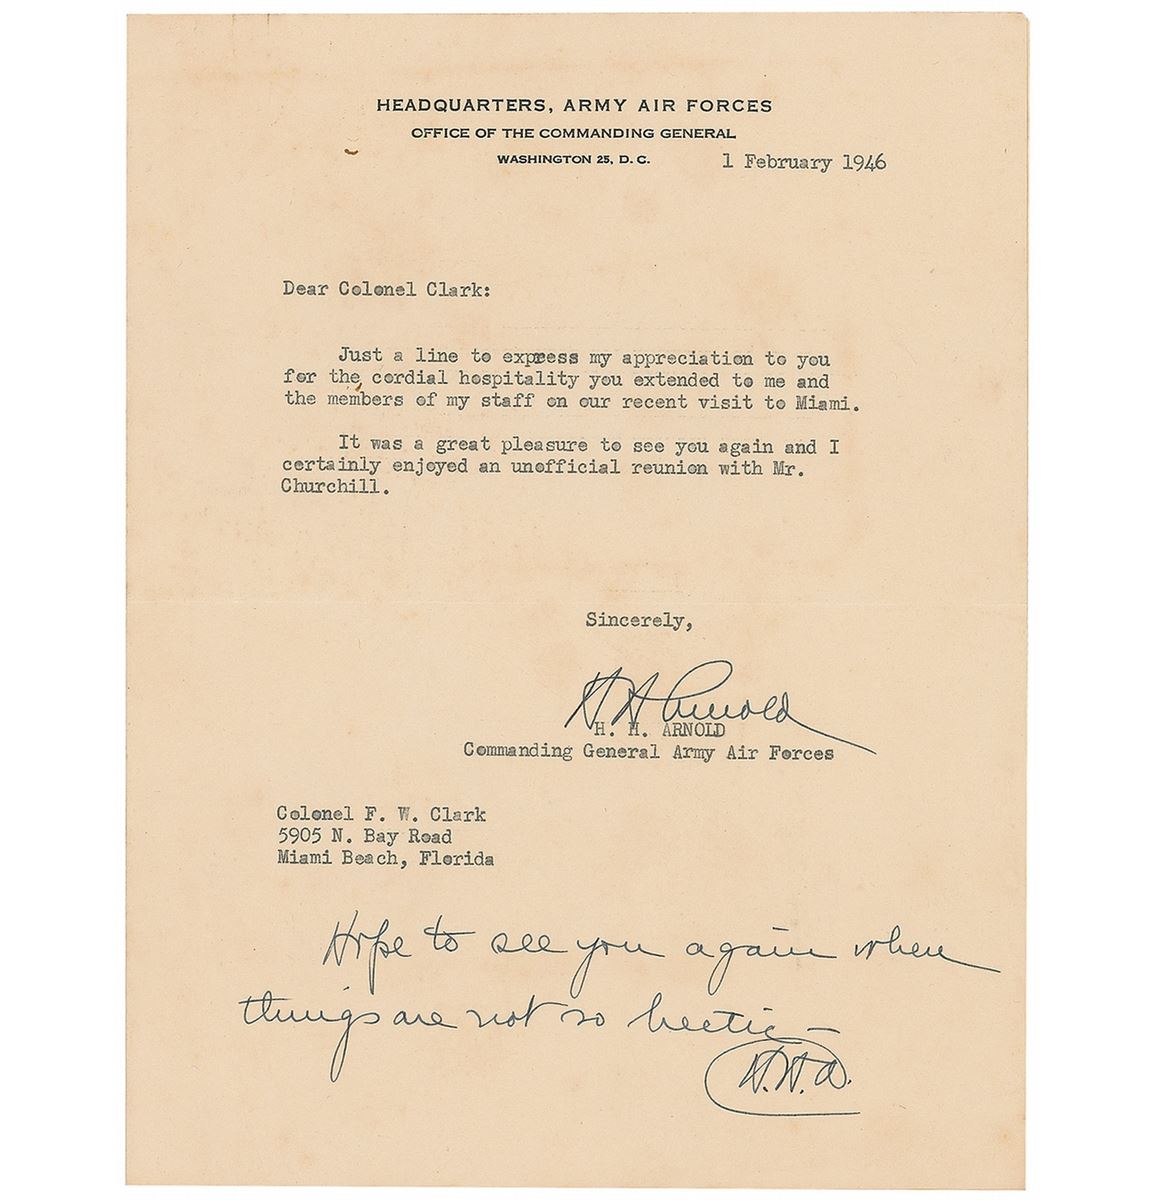 HEADQUARTERS, ARMY AIR FORCES
OFFICE OF THE COMMANDING GENERAL
WASHINGTON 25, D. C.
1 February 1946
Dear Colonel Clark:
Just a line to express my appreciation to you
for the cordial hospitality you extended to me and
the members of my staff on our recent visit to Miami.
It was a great pleasure to see you again and I
certainly enjoyed an unofficial reunion with Mr.
Churchill.
Sincerely,
H H Arnold
H. H. ARNOLD
Commanding General Army Air Forces
Colonel F. W. Clark
5905 N. Bay Road
Miami Beach, Florida
Hope to see you again when
things are not so hectic —
H.H.A.